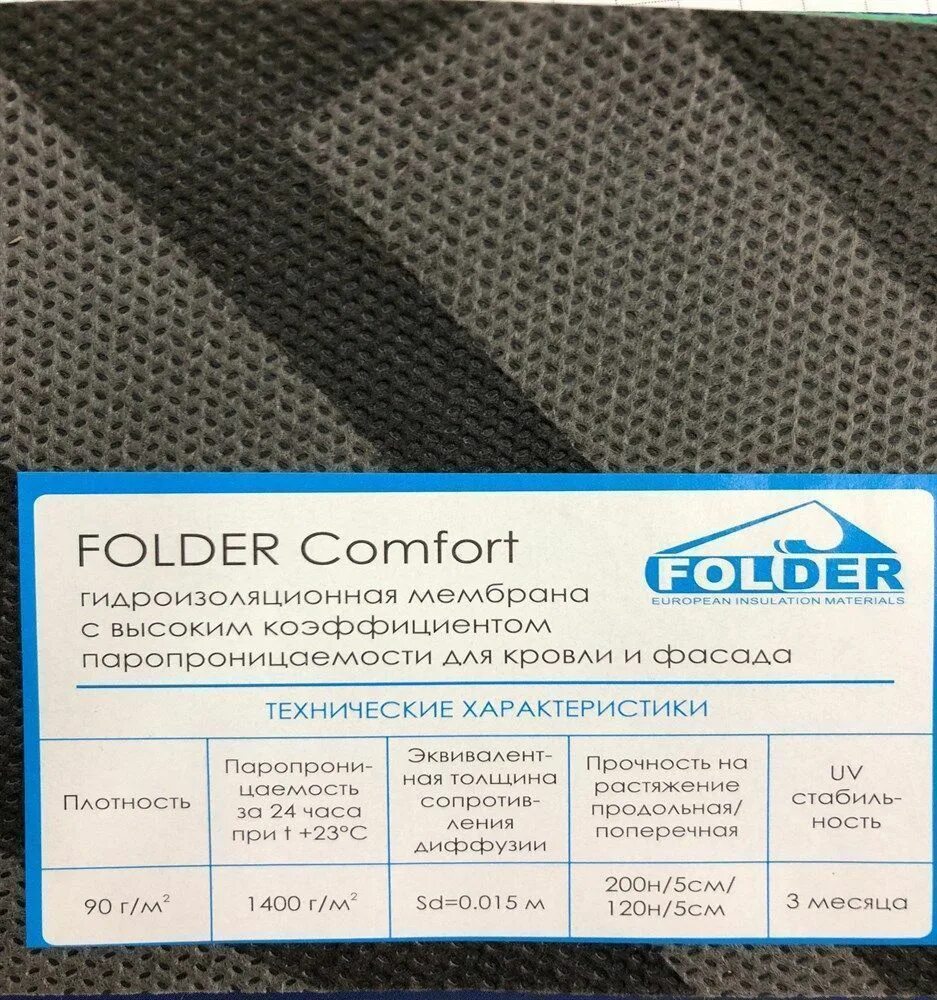 FOLDER Comfort
FOLDER
EUROPEAN INSULATION MATERIALS
гидроизоляционная мембрана
с высоким коэффициентом
паропроницаемости для кровли и фасада
ТЕХНИЧЕСКИЕ ХАРАКТЕРИСТИКИ
Плотность
Паропрони-
цаемость
за 24 часа
при t +23°С
Эквивалент-
ная толщина
сопротив-
ления
диффузии
Прочность на
растяжение
продольная/
поперечная
UV
стабиль-
ность
90 г/м²
1400 г/м²
Sd=0.015 м
200н/5см/
120н/5см
3 месяца